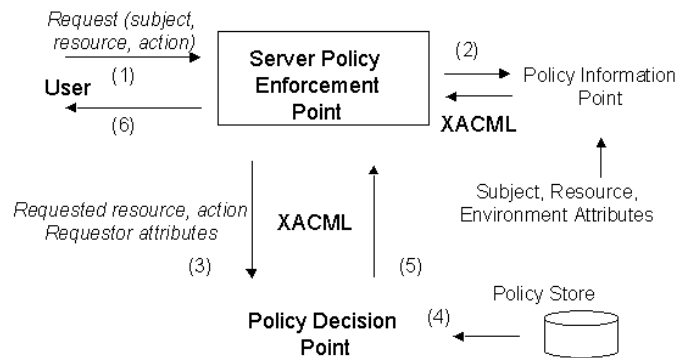 Request (subject,
resource, action)
(1)
User
(6)
Server Policy
Enforcement
Point
(2)
Policy Information
Point
XACML
Subject, Resource,
Environment Attributes
Requested resource, action
Requestor attributes
XACML
(3)
(5)
Policy Store
(4)
Policy Decision
Point